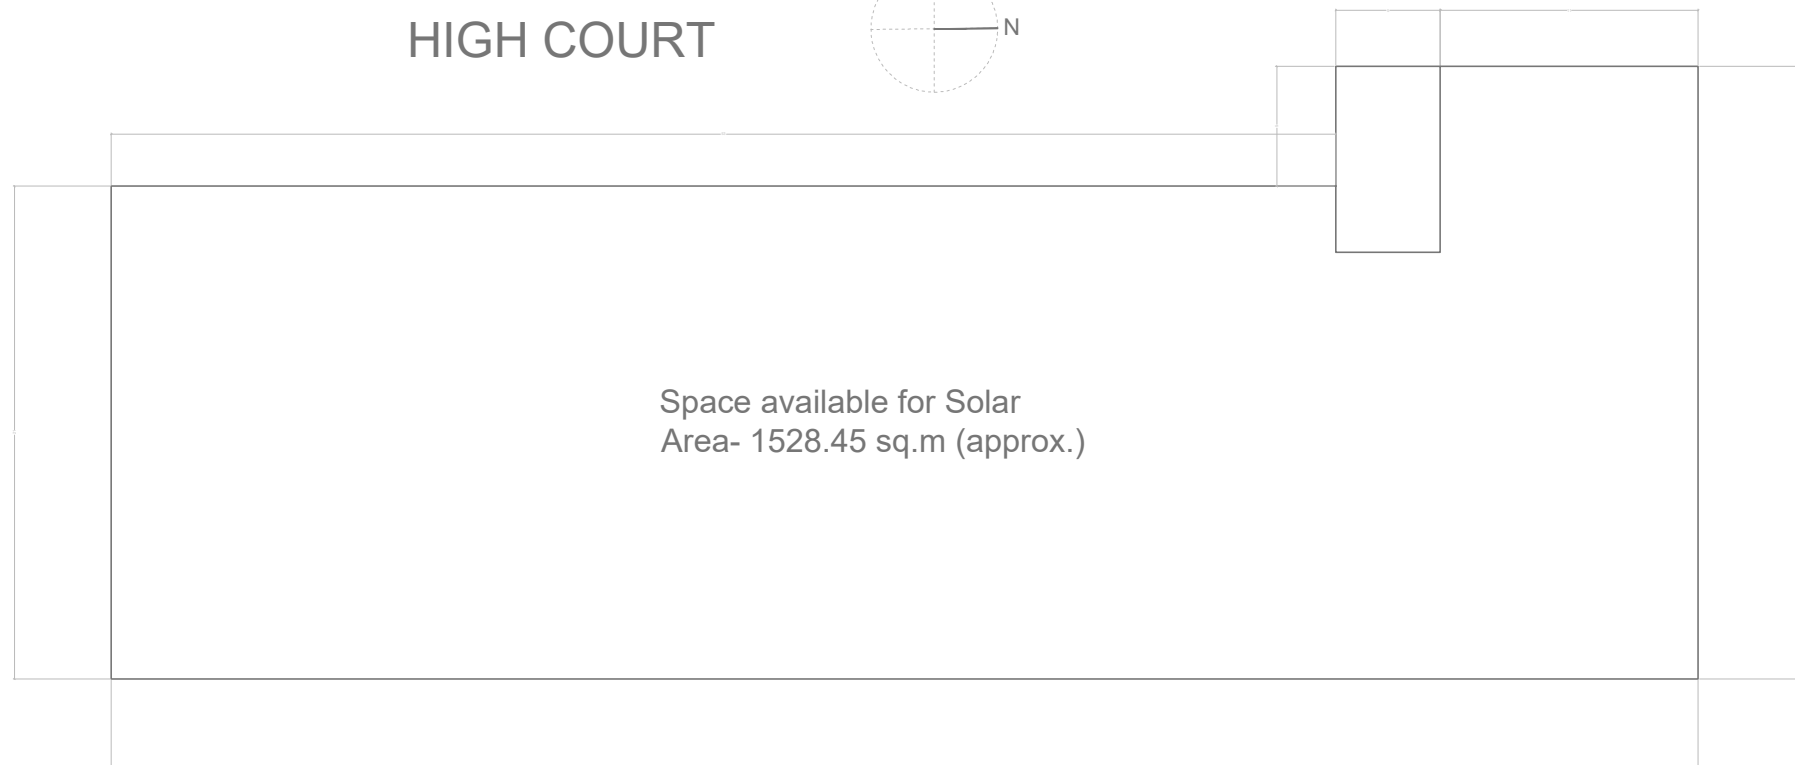 HIGH COURT
N
Space available for Solar
Area- 1528.45 sq.m (approx.)